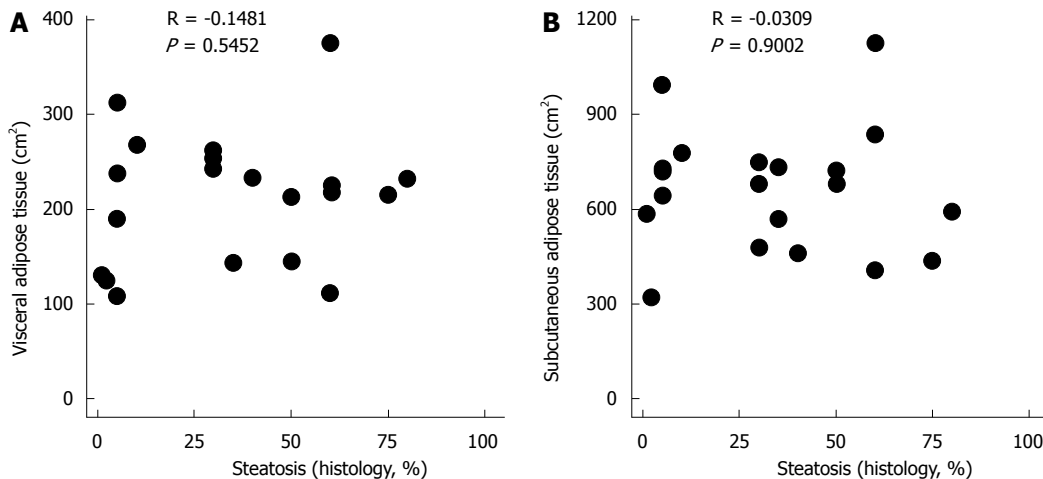 A
R = -0.1481
P = 0.5452
400
300
200
100
0
Visceral adipose tissue (cm²)
0 25 50 75 100
Steatosis (histology, %)
B
R = -0.0309
P = 0.9002
1200
900
600
300
0
Subcutaneous adipose tissue (cm²)
0 25 50 75 100
Steatosis (histology, %)